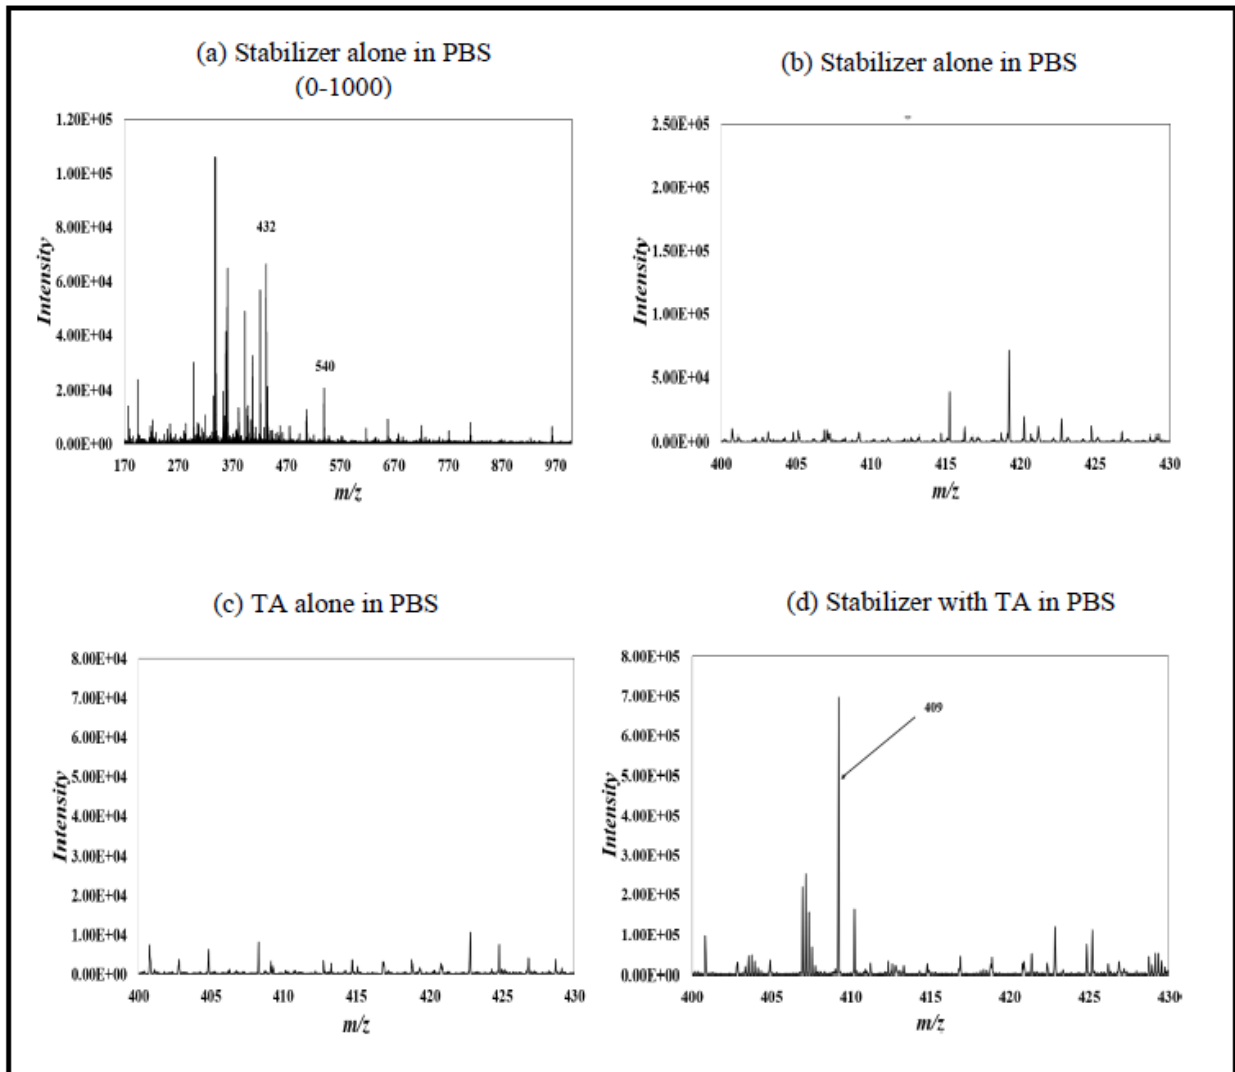 (a) Stabilizer alone in PBS
(0-1000)
1.20E+05
1.00E+05
8.00E+04
6.00E+04
4.00E+04
2.00E+04
0.00E+00
Intensity
432
540
170 270 370 470 570 670 770 870 970
m/z
(b) Stabilizer alone in PBS
2.50E+05
2.00E+05
1.50E+05
1.00E+05
5.00E+04
0.00E+00
Intensity
400 405 410 415 420 425 430
m/z
(c) TA alone in PBS
8.00E+04
7.00E+04
6.00E+04
5.00E+04
4.00E+04
3.00E+04
2.00E+04
1.00E+04
0.00E+00
Intensity
400 405 410 415 420 425 430
m/z
(d) Stabilizer with TA in PBS
8.00E+05
7.00E+05
6.00E+05
5.00E+05
4.00E+05
3.00E+05
2.00E+05
1.00E+05
0.00E+00
Intensity
409
400 405 410 415 420 425 430
m/z